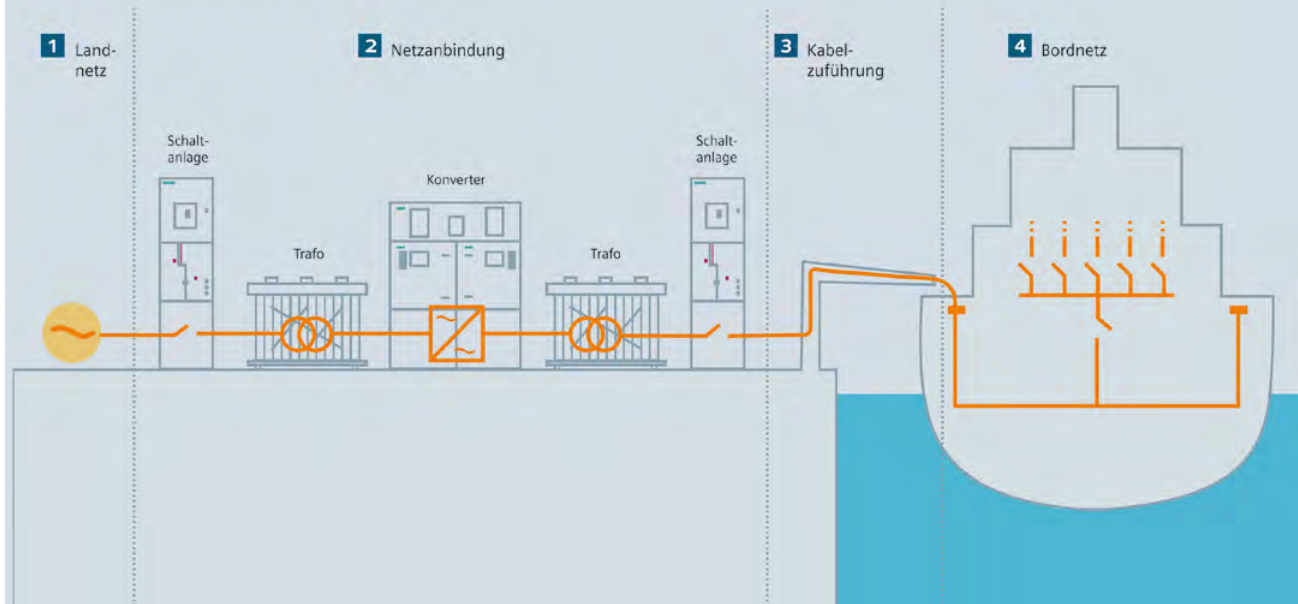 1 Land-
netz
2 Netzanbindung
3 Kabel-
zuführung
4 Bordnetz
Schalt-
anlage
Trafo
Konverter
Trafo
Schalt-
anlage